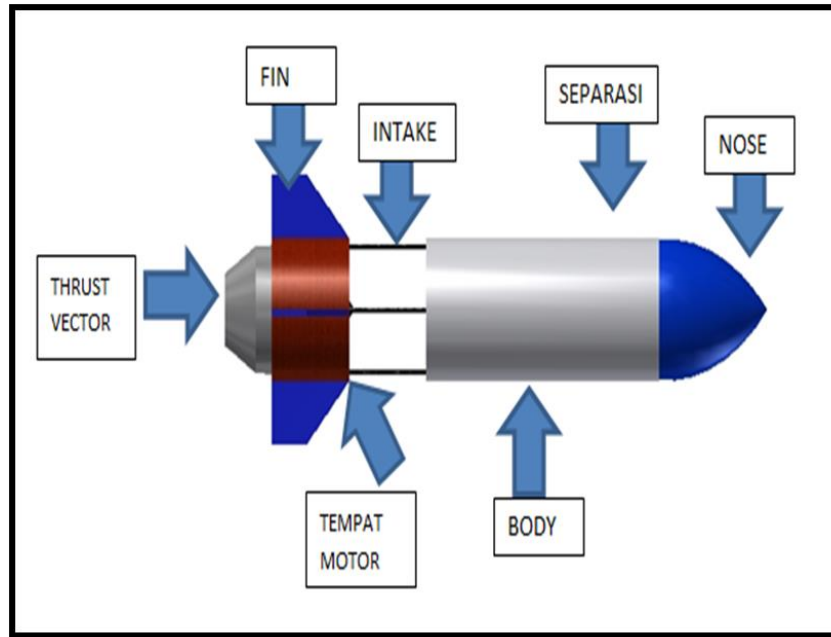 FIN
INTAKE
SEPARASI
NOSE
THRUST
VECTOR
TEMPAT
MOTOR
BODY